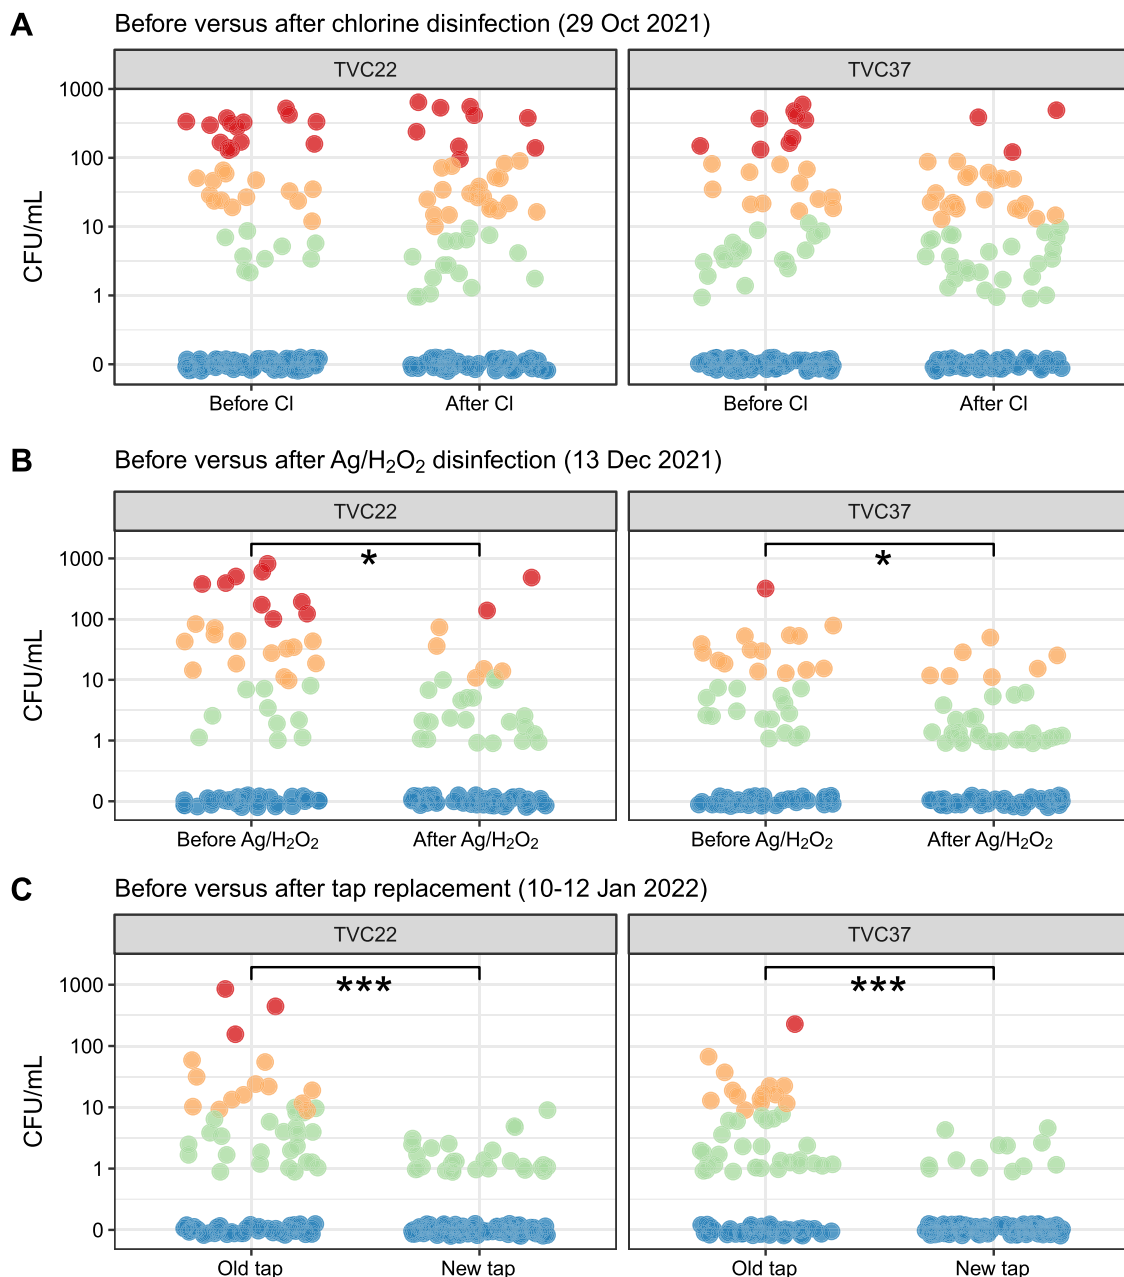 A Before versus after chlorine disinfection (29 Oct 2021)
TVC22 TVC37
1000
100
10
1
0
CFU/mL
Before Cl After Cl Before Cl After Cl
B Before versus after Ag/H₂O₂ disinfection (13 Dec 2021)
TVC22 TVC37
* *
1000
100
10
1
0
CFU/mL
Before Ag/H₂O₂ After Ag/H₂O₂ Before Ag/H₂O₂ After Ag/H₂O₂
C Before versus after tap replacement (10-12 Jan 2022)
TVC22 TVC37
*** ***
1000
100
10
1
0
CFU/mL
Old tap New tap Old tap New tap